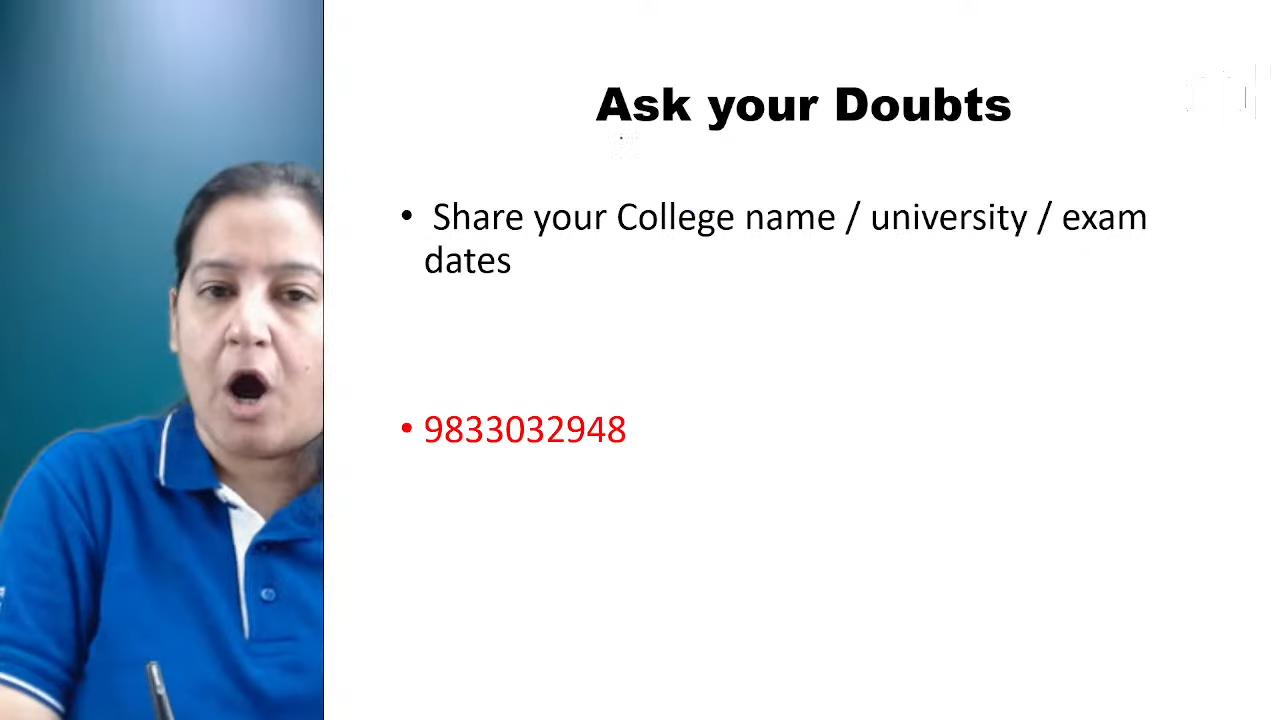 Ask your Doubts
• Share your College name / university / exam
dates
• 9833032948